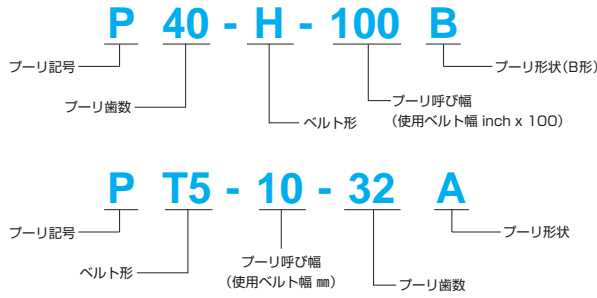 P 40 - H - 100 B
プーリ記号
プーリ形状(B形)
プーリ歯数
プーリ呼び幅
(使用ベルト幅 inch x 100)
ベルト形
P T5 - 10 - 32 A
プーリ記号
プーリ形状
ベルト形
プーリ呼び幅
(使用ベルト幅 ㎜)
プーリ歯数